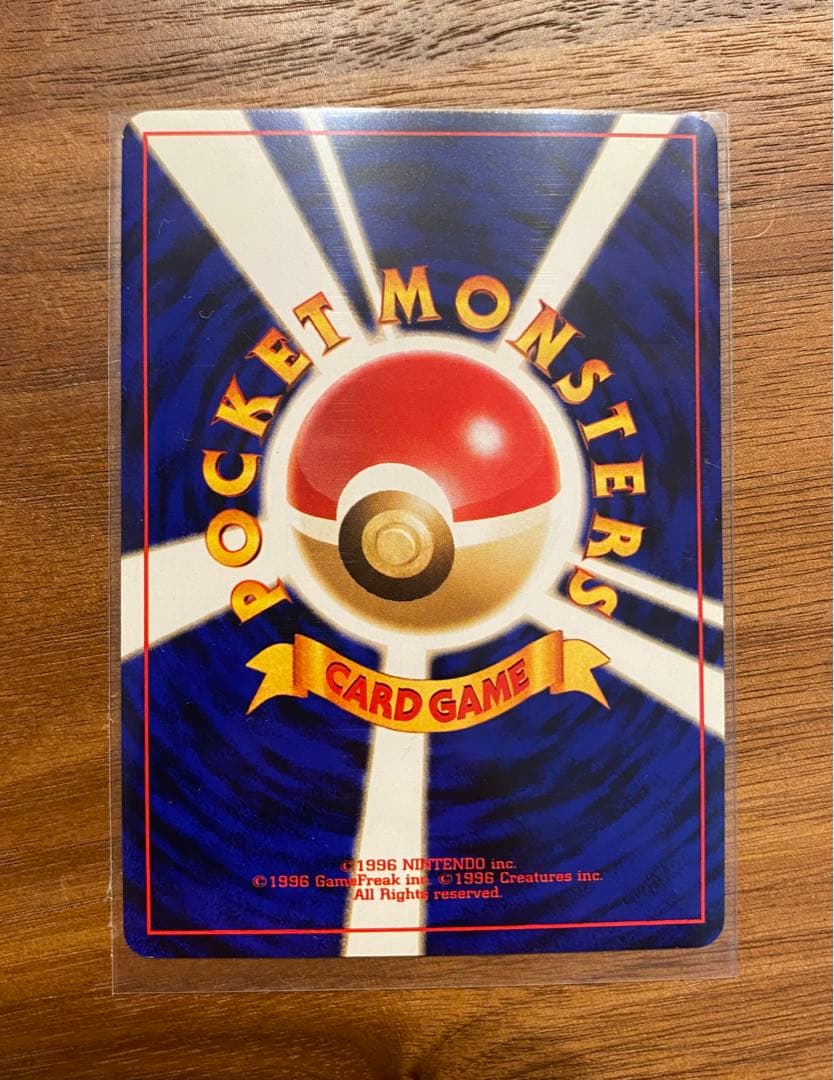 POCKET MONSTERS
CARD GAME
©1996 NINTENDO inc.
©1996 GameFreak inc. ©1996 Creatures inc.
All Rights reserved.